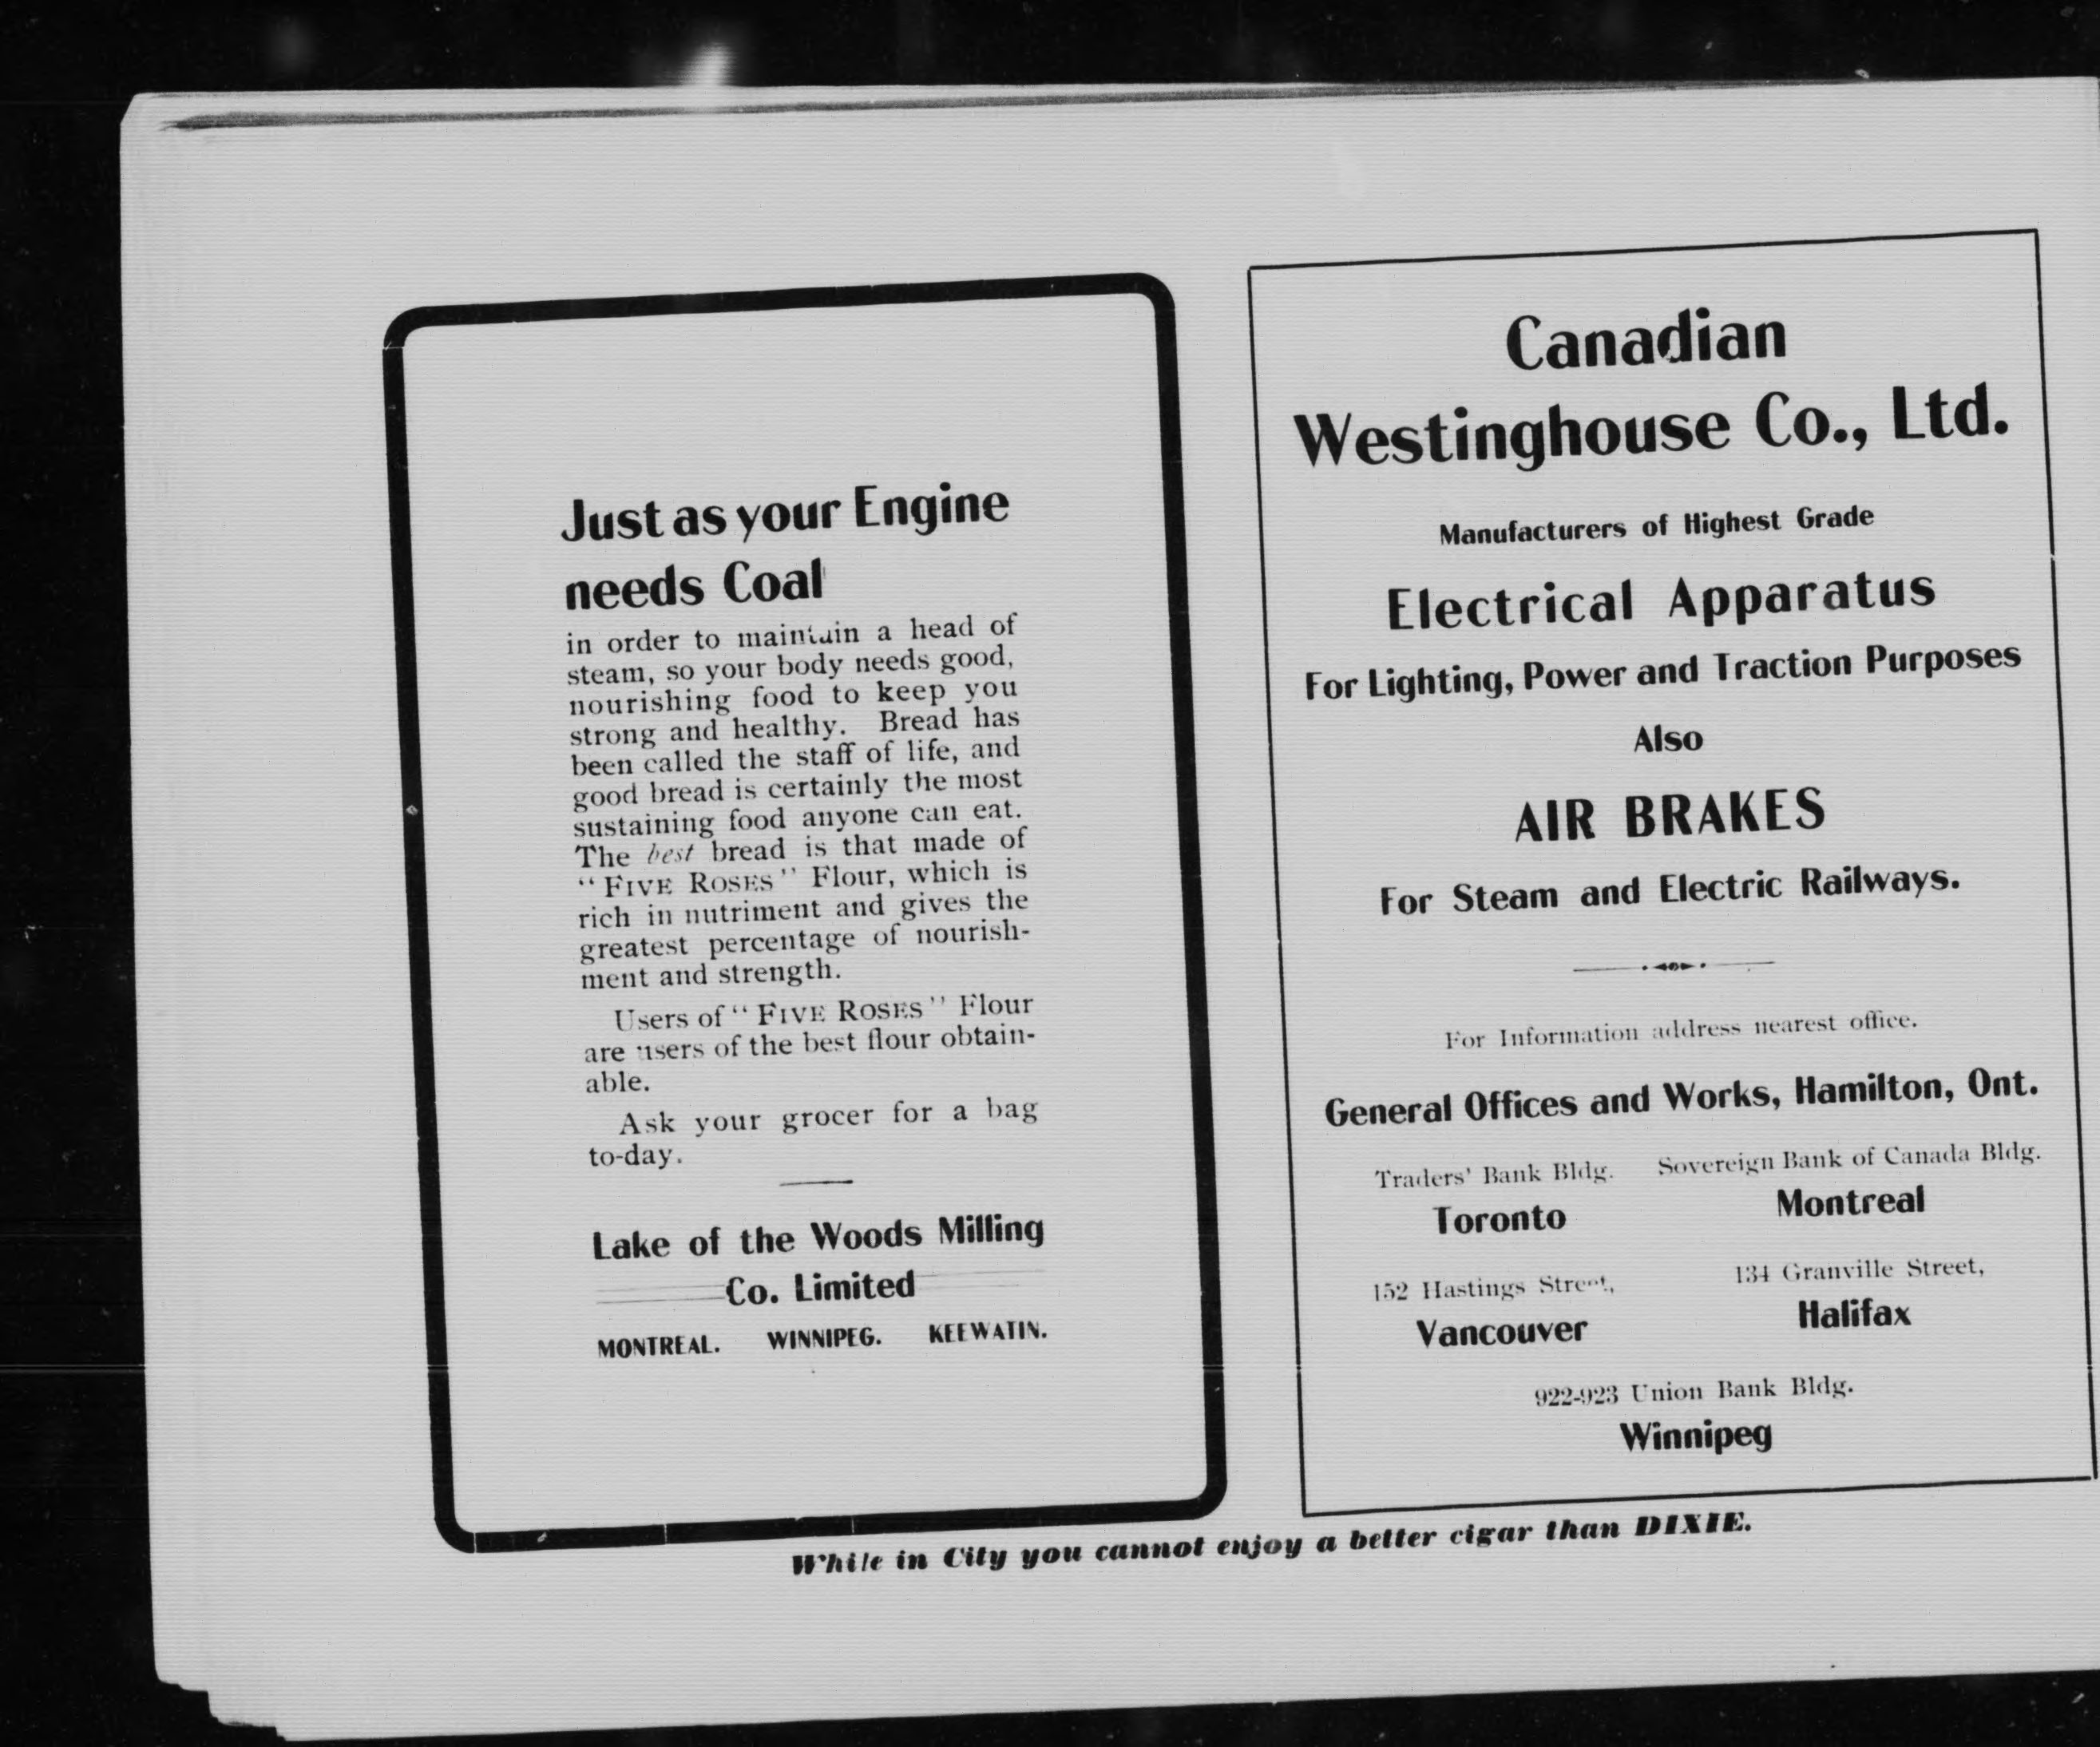 Just as your Engine
needs Coal
in order to maintain a head of
steam, so your body needs good,
nourishing food to keep you
strong and healthy. Bread has
been called the staff of life, and
good bread is certainly the most
sustaining food anyone can eat.
The best bread is that made of
“FIVE ROSES” Flour, which is
rich in nutriment and gives the
greatest percentage of nourish-
ment and strength.
Users of “FIVE ROSES” Flour
are users of the best flour obtain-
able.
Ask your grocer for a bag
to-day.
Lake of the Woods Milling
Co. Limited
MONTREAL. WINNIPEG. KEEWATIN.
Canadian
Westinghouse Co., Ltd.
Manufacturers of Highest Grade
Electrical Apparatus
For Lighting, Power and Traction Purposes
Also
AIR BRAKES
For Steam and Electric Railways.
For Information address nearest office.
General Offices and Works, Hamilton, Ont.
Traders' Bank Bldg. Sovereign Bank of Canada Bldg.
Toronto Montreal
152 Hastings Street, 134 Granville Street,
Vancouver Halifax
922-923 Union Bank Bldg.
Winnipeg
While in City you cannot enjoy a better cigar than DIXIE.